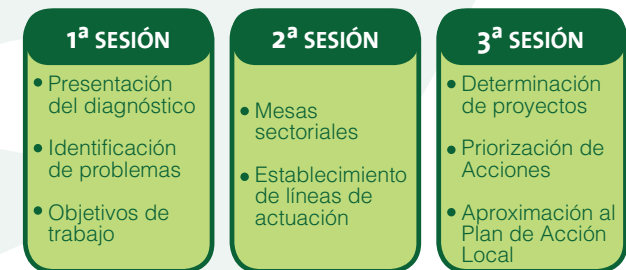 1ª SESIÓN
• Presentación
del diagnóstico
• Identificación
de problemas
• Objetivos de
trabajo
2ª SESIÓN
• Mesas
sectoriales
• Establecimiento
de líneas de
actuación
3ª SESIÓN
• Determinación
de proyectos
• Priorización de
Acciones
• Aproximación al
Plan de Acción
Local